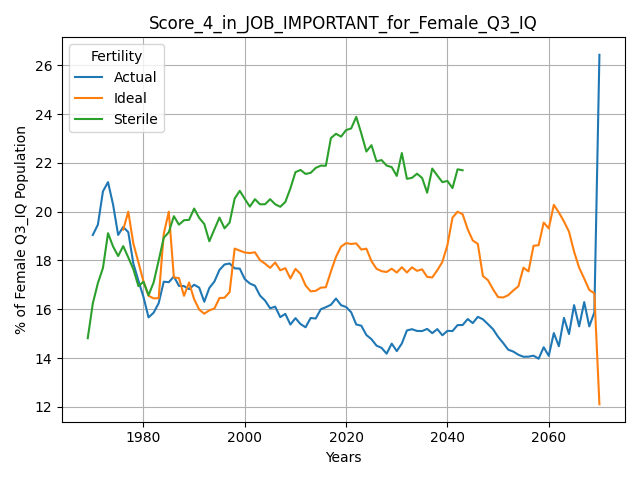 Score_4_in_JOB_IMPORTANT_for_Female_Q3_IQ
Fertility
Actual
Ideal
Sterile
% of Female Q3_IQ Population
26
24
22
20
18
16
14
12
1980
2000
2020
2040
2060
Years